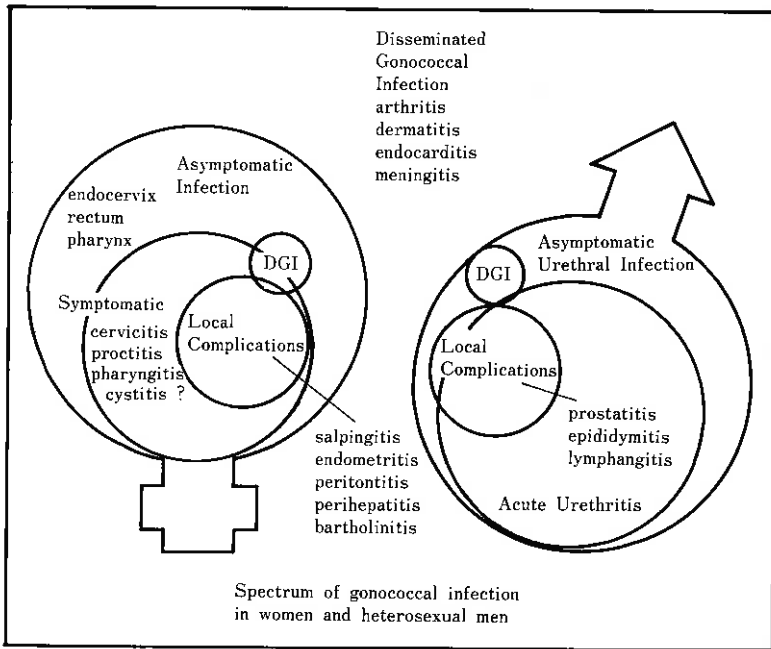 Disseminated
Gonococcal
Infection
arthritis
dermatitis
endocarditis
meningitis
Asymptomatic
Infection
endocervix
rectum
pharynx
DGI
Symptomatic
cervicitis
proctitis
pharyngitis
cystitis ?
Local
Complications
salpingitis
endometritis
peritontitis
perihepatitis
bartholinitis
Asymptomatic
Urethral Infection
DGI
Local
Complications
prostatitis
epididymitis
lymphangitis
Acute Urethritis
Spectrum of gonococcal infection
in women and heterosexual men